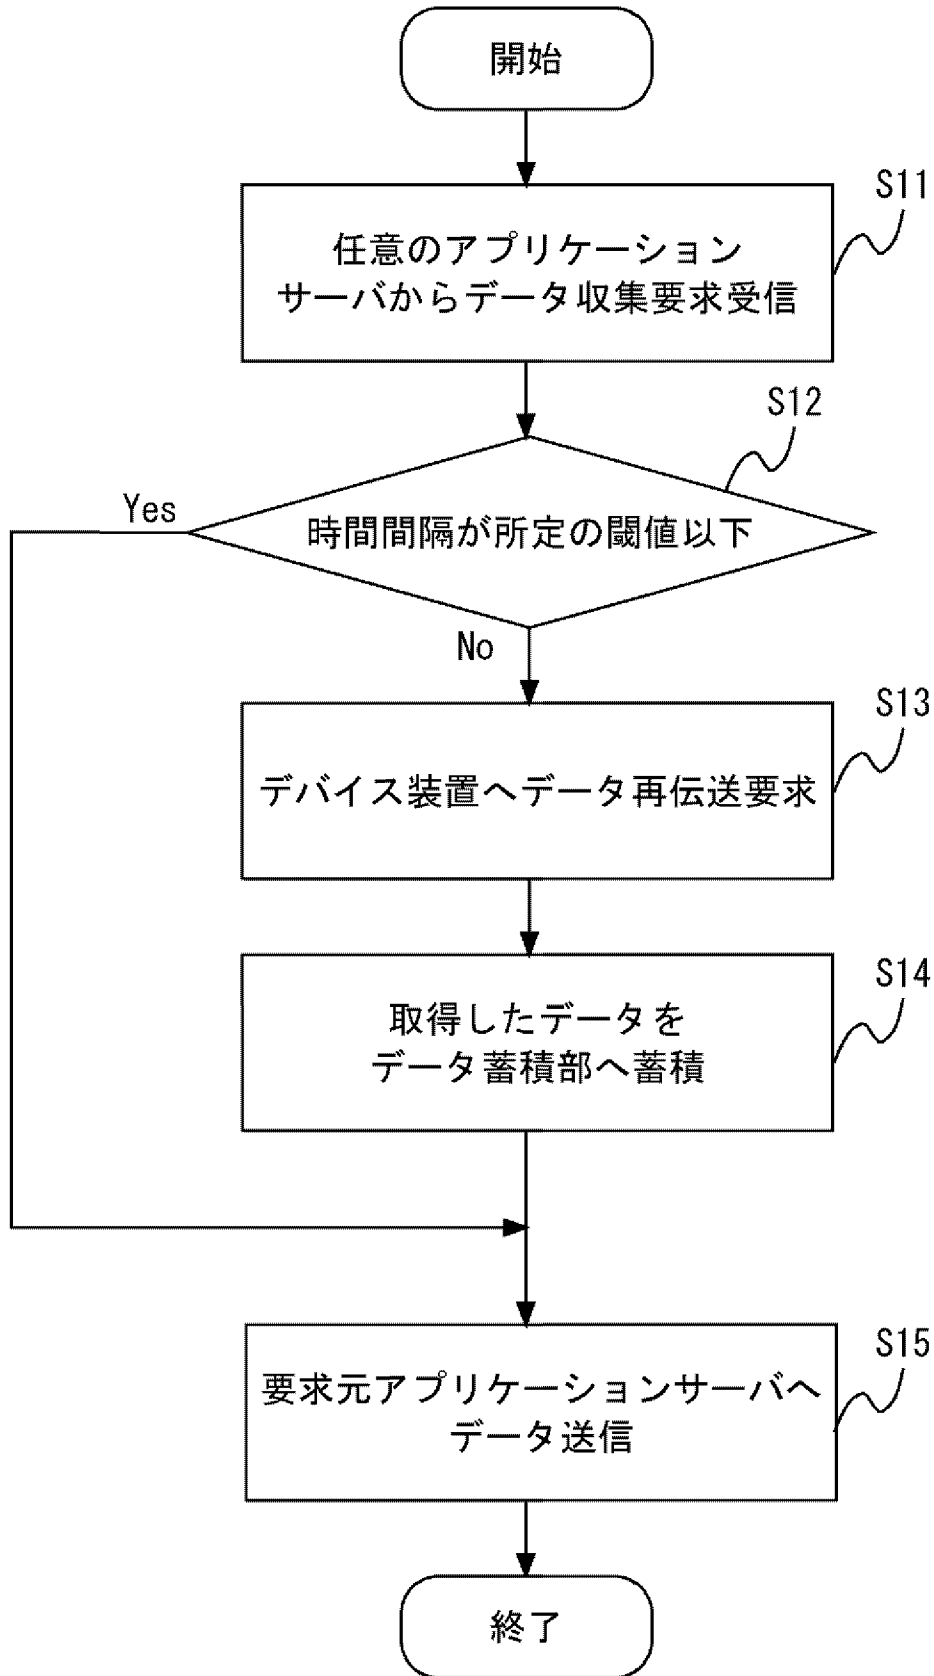 開始
S11
任意のアプリケーション
サーバからデータ収集要求受信
S12
Yes
時間間隔が所定の閾値以下
No
S13
デバイス装置へデータ再伝送要求
S14
取得したデータを
データ蓄積部へ蓄積
S15
要求元アプリケーションサーバへ
データ送信
終了